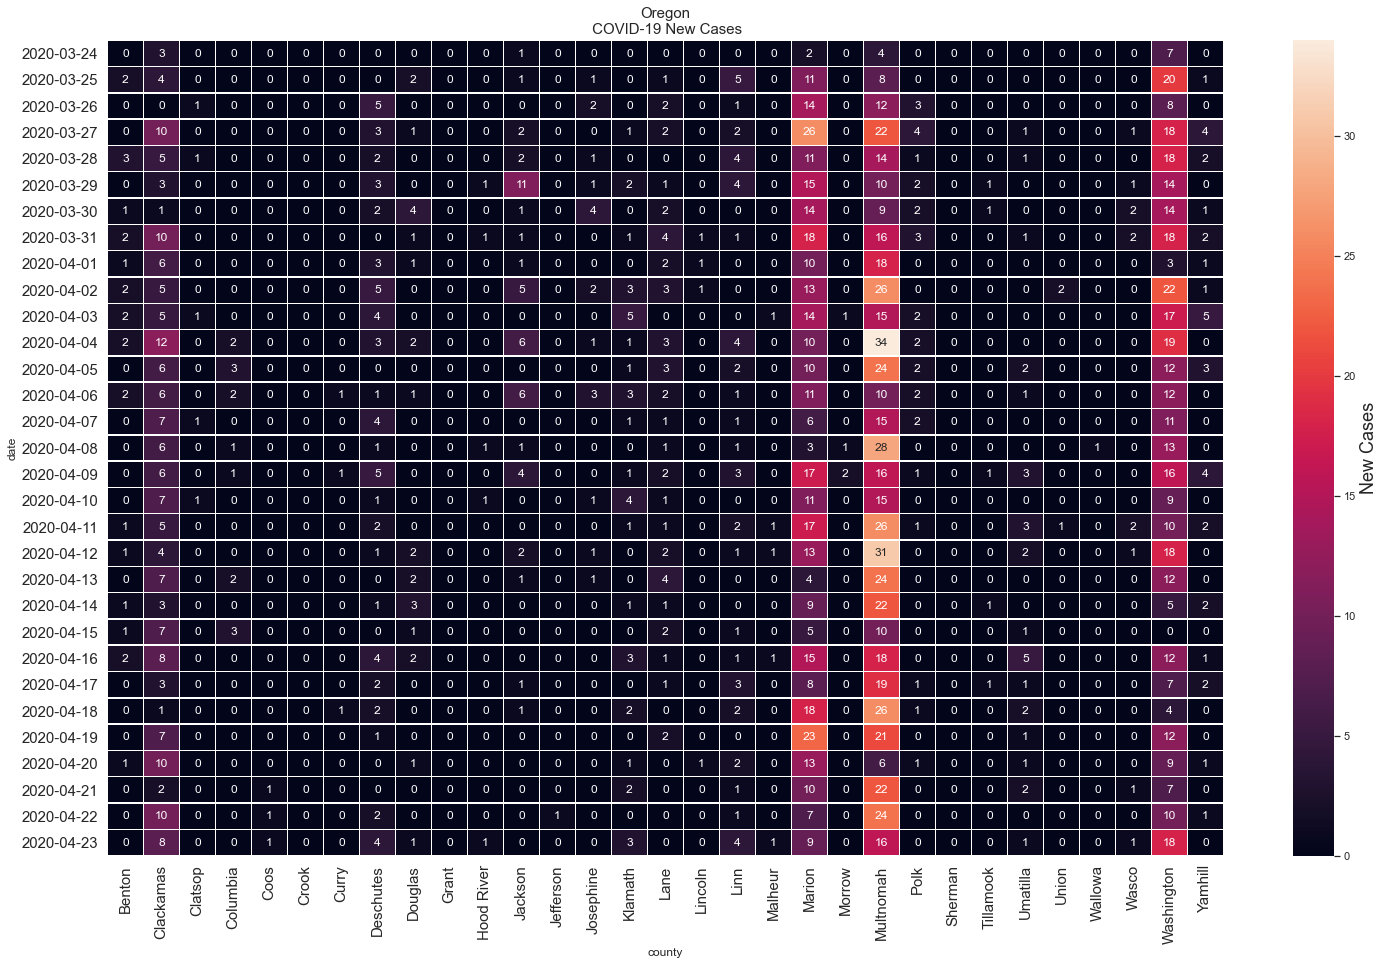 Oregon
COVID-19 New Cases
2020-03-24 0 3 0 0 0 0 0 0 0 0 0 1 0 0 0 0 0 0 0 2 0 4 0 0 0 0 0 0 0 7 0
2020-03-25 2 4 0 0 0 0 0 0 2 0 0 1 0 1 0 1 0 5 0 11 0 8 0 0 0 0 0 0 0 20 1
2020-03-26 0 0 1 0 0 0 0 5 0 0 0 0 0 2 0 2 0 1 0 14 0 12 3 0 0 0 0 0 0 8 0
2020-03-27 0 10 0 0 0 0 0 3 1 0 0 2 0 0 1 2 0 2 0 26 0 22 4 0 0 1 0 0 1 18 4
2020-03-28 3 5 1 0 0 0 0 2 0 0 0 2 0 1 0 0 0 4 0 11 0 14 1 0 0 1 0 0 0 18 2
2020-03-29 0 3 0 0 0 0 0 3 0 0 1 11 0 1 2 1 0 4 0 15 0 10 2 0 1 0 0 0 1 14 0
2020-03-30 1 1 0 0 0 0 0 2 4 0 0 1 0 4 0 2 0 0 0 14 0 9 2 0 1 0 0 0 2 14 1
2020-03-31 2 10 0 0 0 0 0 0 1 0 1 1 0 0 1 4 1 1 0 18 0 16 3 0 0 1 0 0 2 18 2
2020-04-01 1 6 0 0 0 0 0 3 1 0 0 1 0 0 0 2 1 0 0 10 0 18 0 0 0 0 0 0 0 3 1
2020-04-02 2 5 0 0 0 0 0 5 0 0 0 5 0 2 3 3 1 0 0 13 0 26 0 0 0 0 2 0 0 22 1
2020-04-03 2 5 1 0 0 0 0 4 0 0 0 0 0 0 5 0 0 0 1 14 1 15 2 0 0 0 0 0 0 17 5
2020-04-04 2 12 0 2 0 0 0 3 2 0 0 6 0 1 1 3 0 4 0 10 0 34 2 0 0 0 0 0 0 19 0
2020-04-05 0 6 0 3 0 0 0 0 0 0 0 0 0 0 1 3 0 2 0 10 0 24 2 0 0 2 0 0 0 12 3
2020-04-06 2 6 0 2 0 0 1 1 1 0 0 6 0 3 3 2 0 1 0 11 0 10 2 0 0 1 0 0 0 12 0
2020-04-07 0 7 1 0 0 0 0 4 0 0 0 0 0 0 1 1 0 1 0 6 0 15 2 0 0 0 0 0 0 11 0
2020-04-08 0 6 0 1 0 0 0 1 0 0 1 1 0 0 0 1 0 1 0 3 1 28 0 0 0 0 0 1 0 13 0
2020-04-09 0 6 0 1 0 0 1 5 0 0 0 4 0 0 1 2 0 3 0 17 2 16 1 0 1 3 0 0 0 16 4
2020-04-10 0 7 1 0 0 0 0 1 0 0 1 0 0 1 4 1 0 0 0 11 0 15 0 0 0 0 0 0 0 9 0
2020-04-11 1 5 0 0 0 0 0 2 0 0 0 0 0 0 1 1 0 2 1 17 0 26 1 0 0 3 1 0 2 10 2
2020-04-12 1 4 0 0 0 0 0 1 2 0 0 2 0 1 0 2 0 1 1 13 0 31 0 0 0 2 0 0 1 18 0
2020-04-13 0 7 0 2 0 0 0 0 2 0 0 1 0 1 0 4 0 0 0 4 0 24 0 0 0 0 0 0 0 12 0
2020-04-14 1 3 0 0 0 0 0 1 3 0 0 0 0 0 1 1 0 0 0 9 0 22 0 0 1 0 0 0 0 5 2
2020-04-15 1 7 0 3 0 0 0 0 1 0 0 0 0 0 0 2 0 1 0 5 0 10 0 0 0 1 0 0 0 0 0
2020-04-16 2 8 0 0 0 0 0 4 2 0 0 0 0 0 3 1 0 1 1 15 0 18 0 0 0 5 0 0 0 12 1
2020-04-17 0 3 0 0 0 0 0 2 0 0 0 1 0 0 0 1 0 3 0 8 0 19 1 0 1 1 0 0 0 7 2
2020-04-18 0 1 0 0 0 0 1 2 0 0 0 1 0 0 2 0 0 2 0 18 0 26 1 0 0 2 0 0 0 4 0
2020-04-19 0 7 0 0 0 0 0 1 0 0 0 0 0 0 0 2 0 0 0 23 0 21 0 0 0 1 0 0 0 12 0
2020-04-20 1 10 0 0 0 0 0 0 1 0 0 0 0 0 1 0 1 2 0 13 0 6 1 0 0 1 0 0 0 9 1
2020-04-21 0 2 0 0 1 0 0 0 0 0 0 0 0 0 2 0 0 1 0 10 0 22 0 0 0 2 0 0 1 7 0
2020-04-22 0 10 0 0 1 0 0 2 0 0 0 0 1 0 0 0 0 1 0 7 0 24 0 0 0 0 0 0 0 10 1
2020-04-23 0 8 0 0 1 0 0 4 1 0 1 0 0 0 3 0 0 4 1 9 0 16 0 0 0 1 0 0 1 18 0
date
Benton Clackamas Clatsop Columbia Coos Crook Curry Deschutes Douglas Grant Hood River Jackson Jefferson Josephine Klamath Lane Lincoln Linn Malheur Marion Morrow Multnomah Polk Sherman Tillamook Umatilla Union Wallowa Wasco Washington Yamhill
county
30
25
20
15
10
5
0
New Cases